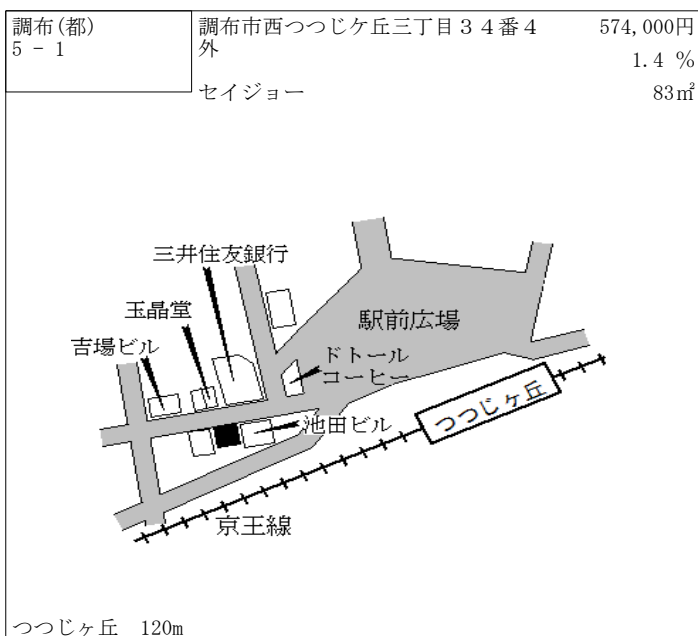 調布(都)
5 - 1
調布市西つつじケ丘三丁目３４番４
外
574,000円
1.4 %
セイジョー
83㎡
三井住友銀行
玉晶堂
吉場ビル
駅前広場
ドトール
コーヒー
つつじヶ丘
池田ビル
京王線
つつじヶ丘　120m